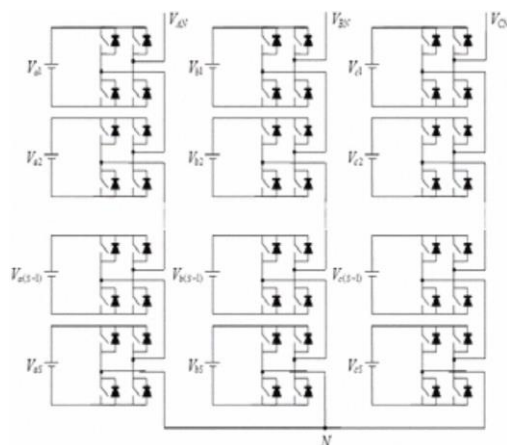 V_AN V_BN V_CN
V_a1 V_b1 V_c1
V_a2 V_b2 V_c2
V_a(s-1) V_b(s-1) V_c(s-1)
V_aS V_bS V_cS
N